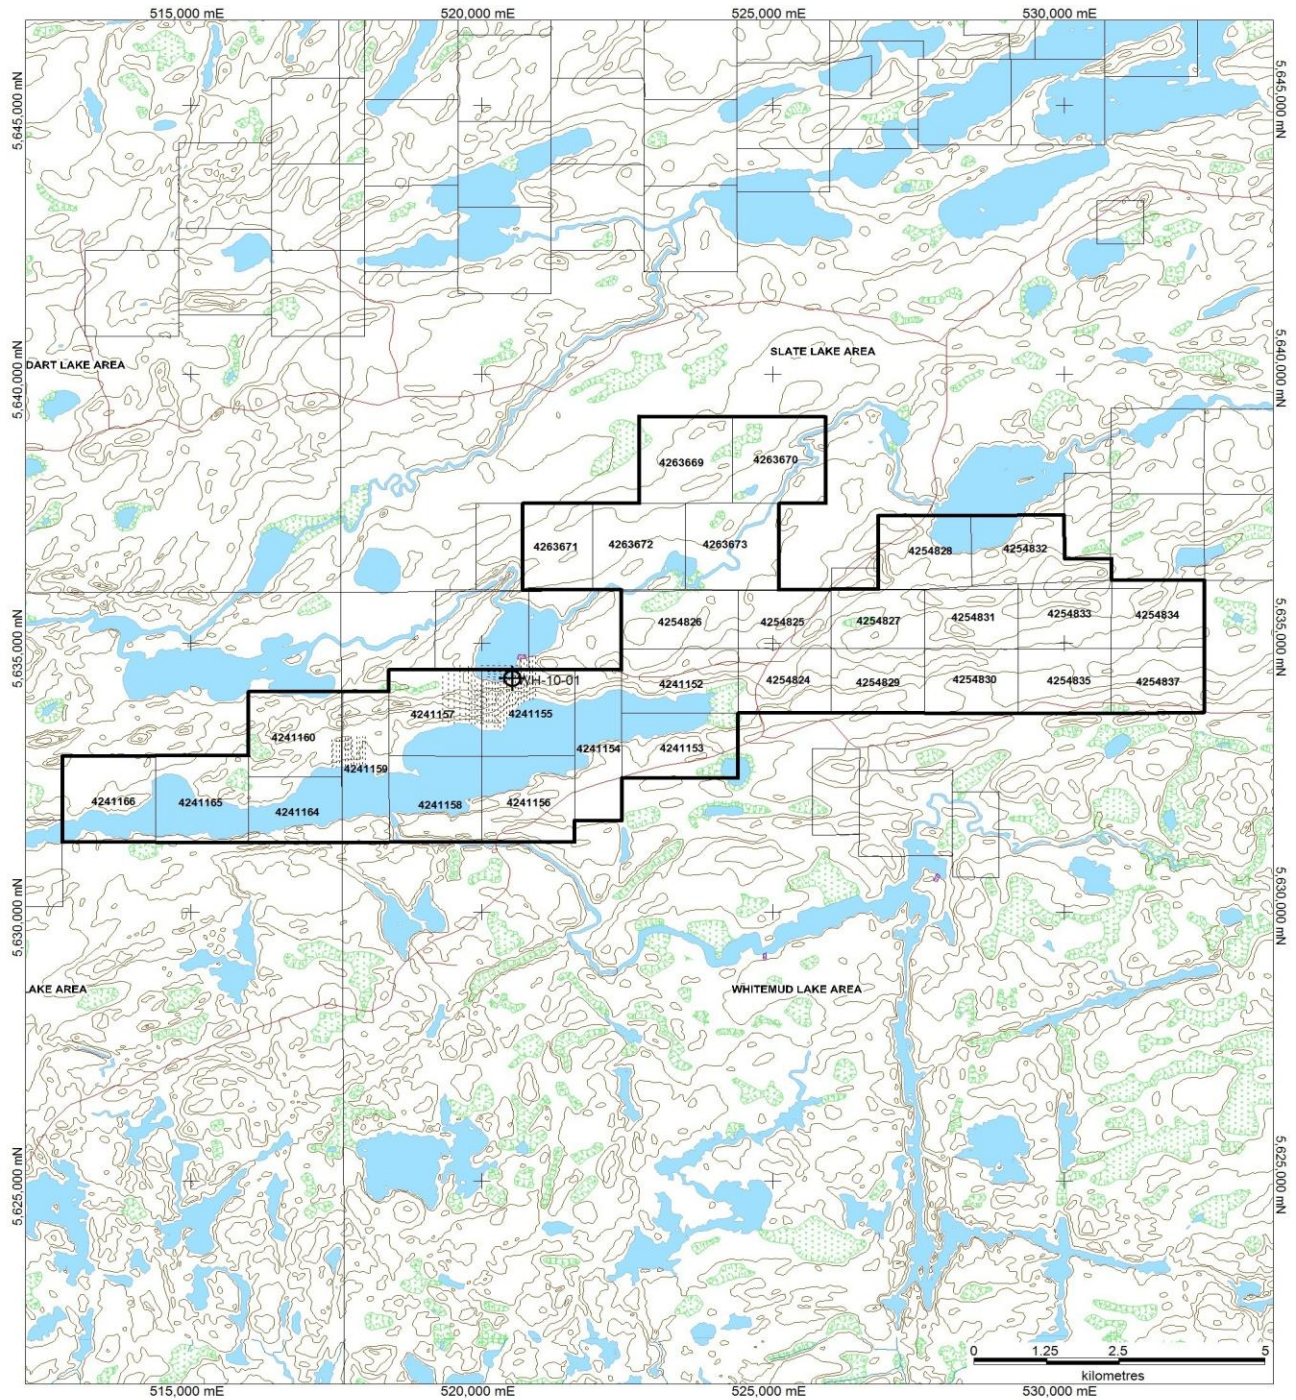 515,000 mE 520,000 mE 525,000 mE 530,000 mE
5,645,000 mN 5,645,000 mN
SLATE LAKE AREA
DART LAKE AREA
5,640,000 mN 5,640,000 mN
4263669 4263670
4263671 4263672 4263673
4254828 4254832
4254826 4254825 4254827 4254831 4254833 4254834
5,635,000 mN 5,635,000 mN
WH-10-01
4241152 4254824 4254829 4254830 4254835 4254837
4241157 4241155
4241160 4241154 4241153
4241159
4241166 4241165 4241164 4241158 4241156
5,630,000 mN 5,630,000 mN
LAKE AREA WHITEMUD LAKE AREA
5,625,000 mN 5,625,000 mN
0 1.25 2.5 5
kilometres
515,000 mE 520,000 mE 525,000 mE 530,000 mE